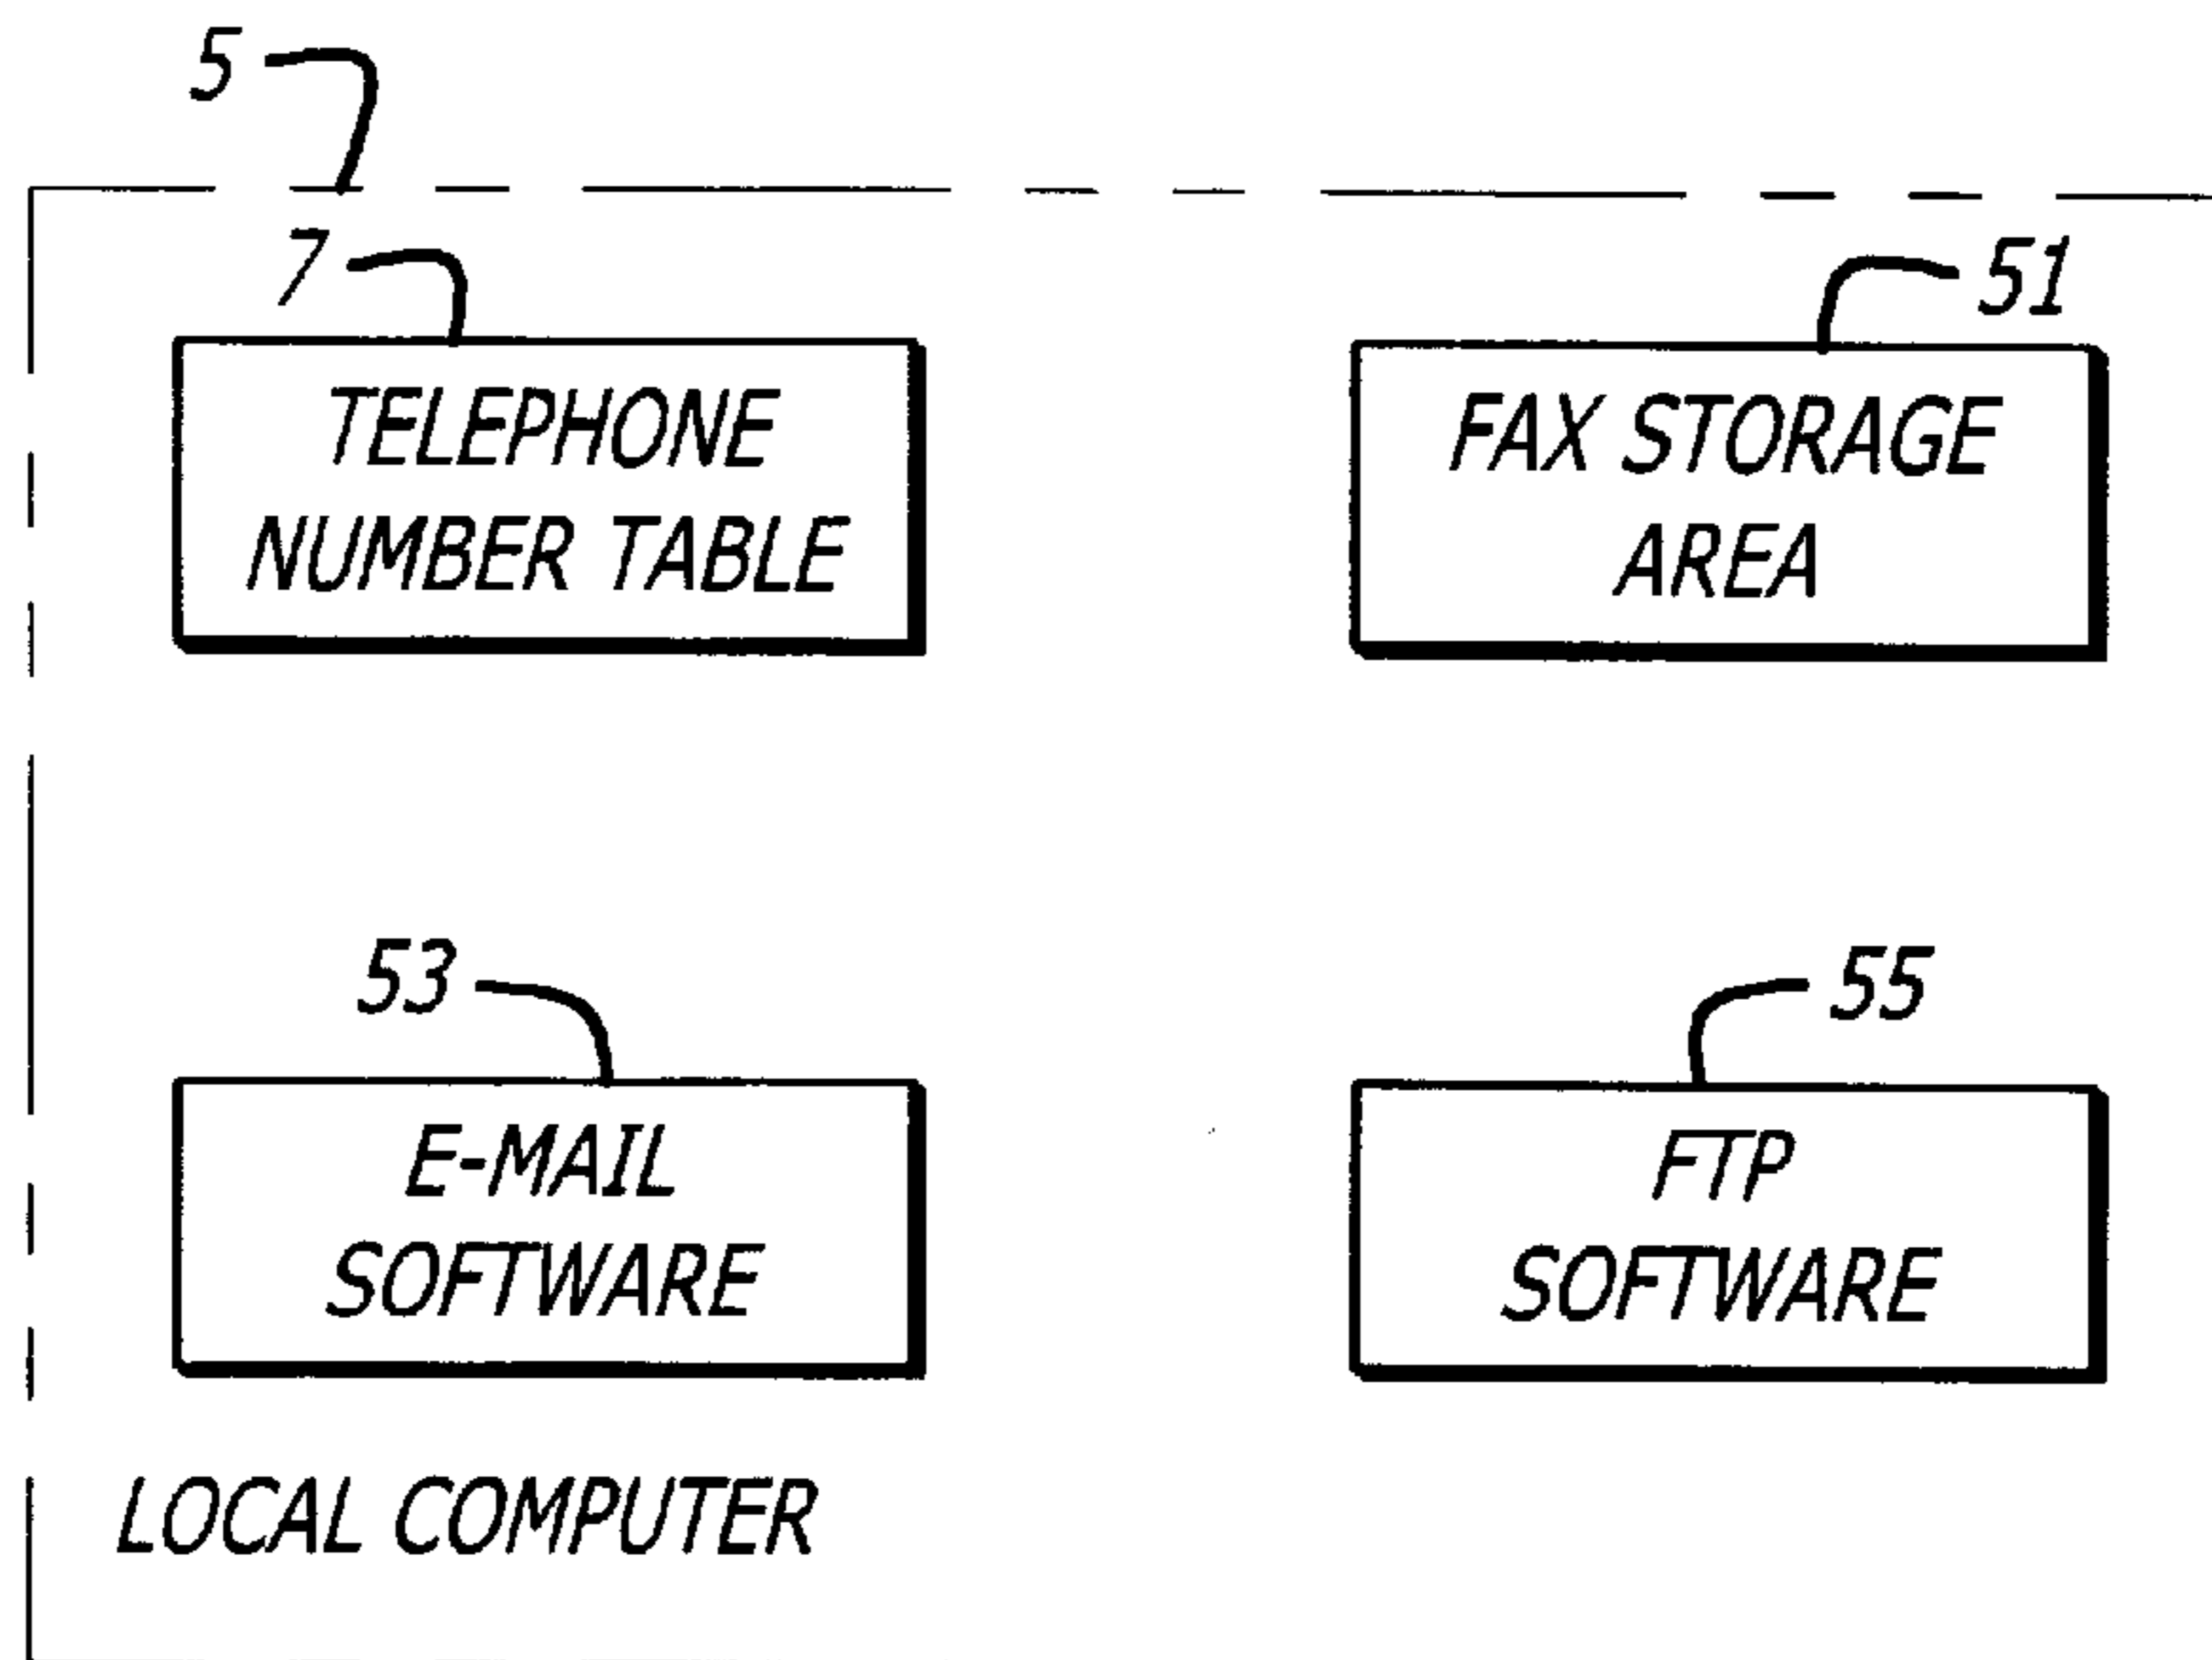 5
7
51
TELEPHONE
NUMBER TABLE
FAX STORAGE
AREA
53
55
E-MAIL
SOFTWARE
FTP
SOFTWARE
LOCAL COMPUTER